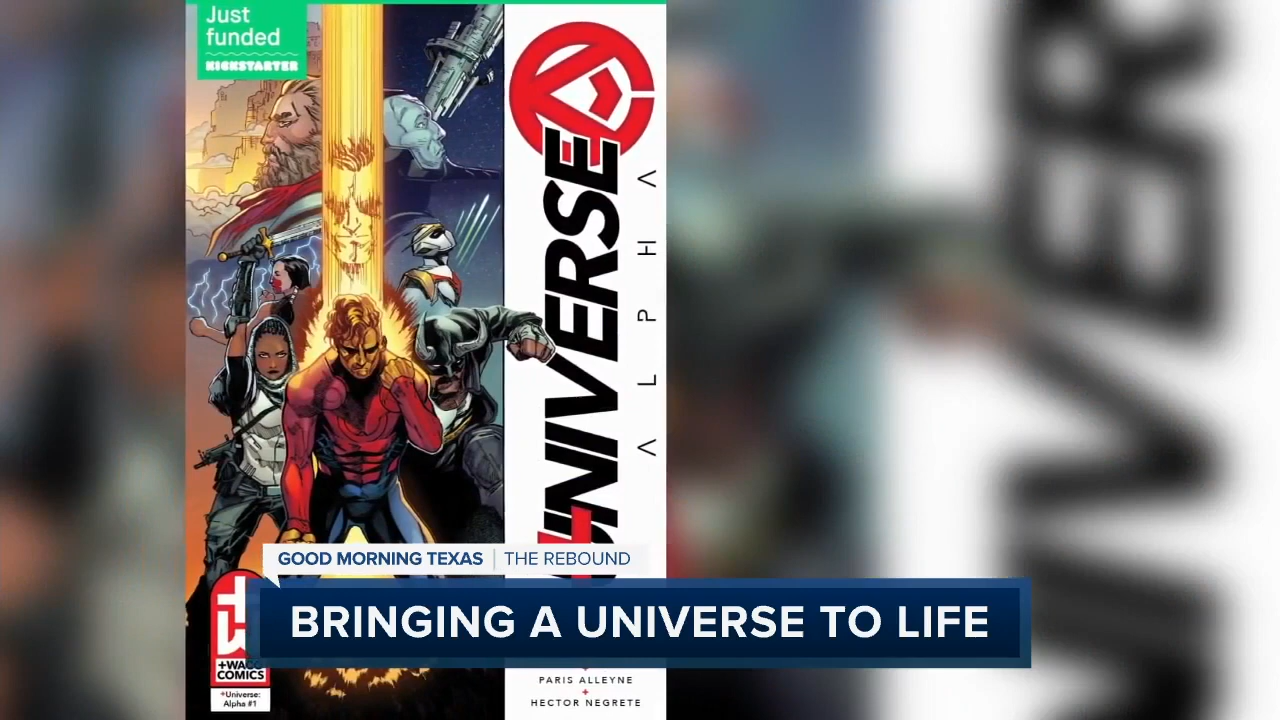 Just
funded
KICKSTARTER
UNIVERSE
ALPHA
GOOD MORNING TEXAS | THE REBOUND
BRINGING A UNIVERSE TO LIFE
+WACO
COMICS
+Universe:
Alpha #1
PARIS ALLEYNE
+
HECTOR NEGRETE